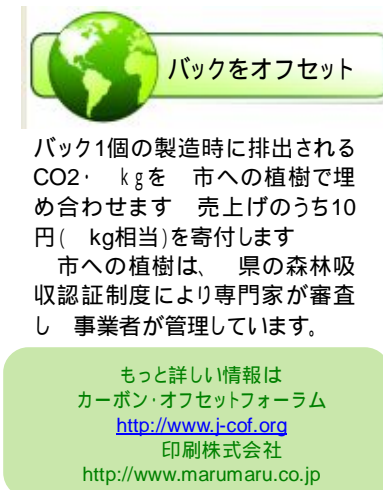 バックをオフセット
バック1個の製造時に排出される
CO2・　kgを　市への植樹で埋
め合わせます　売上げのうち10
円(　kg相当)を寄付します
　市への植樹は、　県の森林吸
収認証制度により専門家が審査
し　事業者が管理しています。
もっと詳しい情報は
カーボン・オフセットフォーラム
http://www.j-cof.org
印刷株式会社
http://www.marumaru.co.jp